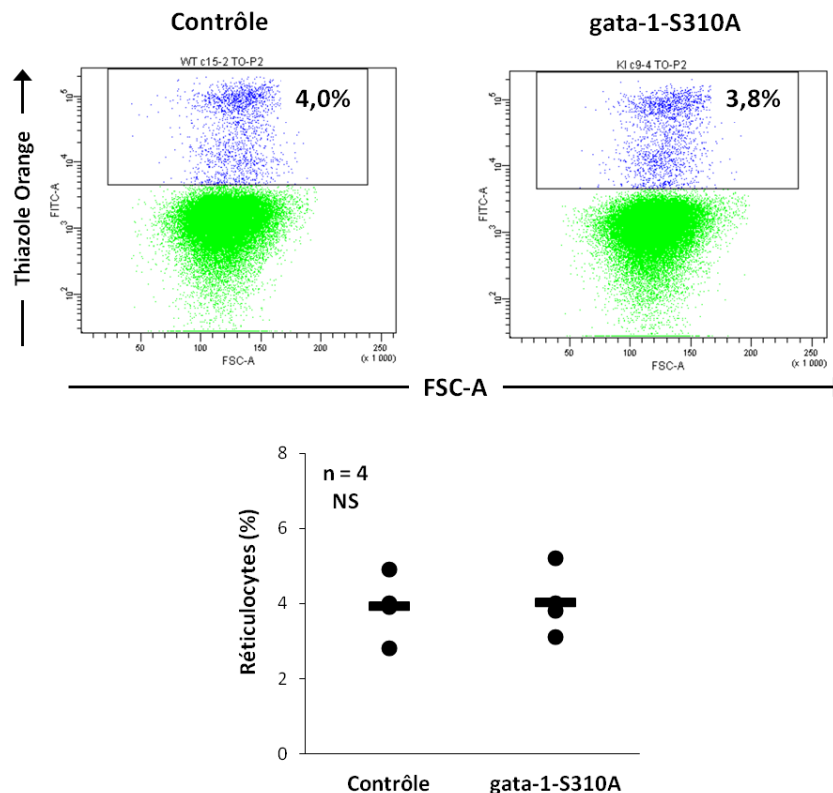 Contrôle
gata-1-S310A
WT c15-2 TO-P2
KI c9-4 TO-P2
4,0%
3,8%
Thiazole Orange
FITC-A
10^5
10^4
10^3
10^2
50 100 150 200 250
FSC-A
(x 1 000)
FITC-A
10^5
10^4
10^3
10^2
50 100 150 200 250
FSC-A
(x 1 000)
FSC-A
Réticulocytes (%)
8
6
4
2
0
n = 4
NS
Contrôle
gata-1-S310A